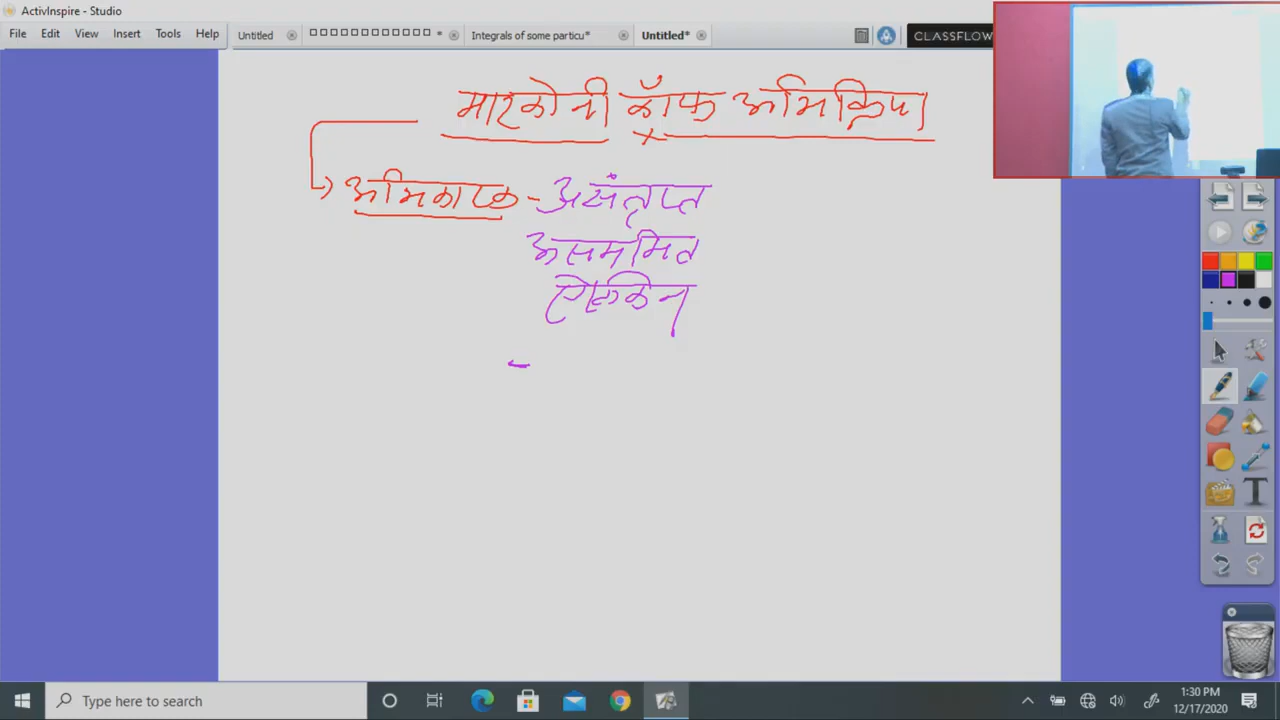 ActivInspire - Studio
File Edit View Insert Tools Help
Untitled
Integrals of some particu*
Untitled*
CLASSFLOW
मारकोनी कॉफ अभिक्रिया
अभिकारक - असंतृप्त
असममित
ऐल्किन
Type here to search
1:30 PM
12/17/2020